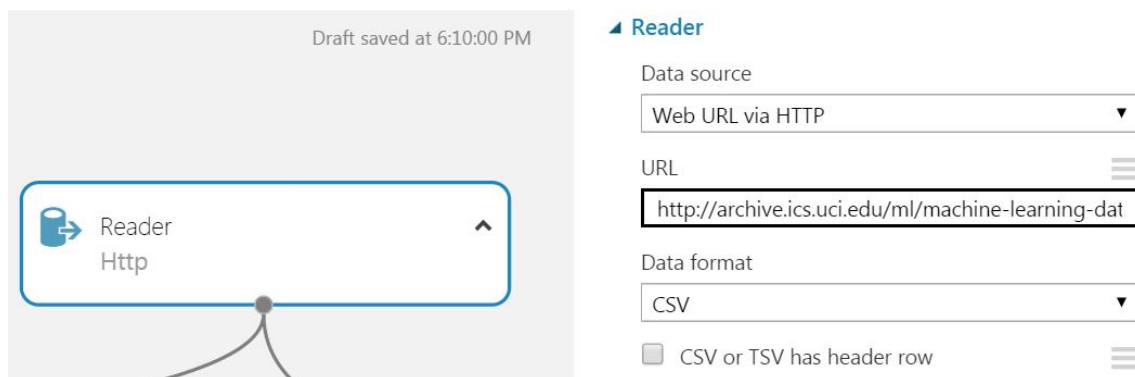 Draft saved at 6:10:00 PM
Reader
Http
Reader
Data source
Web URL via HTTP
URL
http://archive.ics.uci.edu/ml/machine-learning-dat
Data format
CSV
CSV or TSV has header row